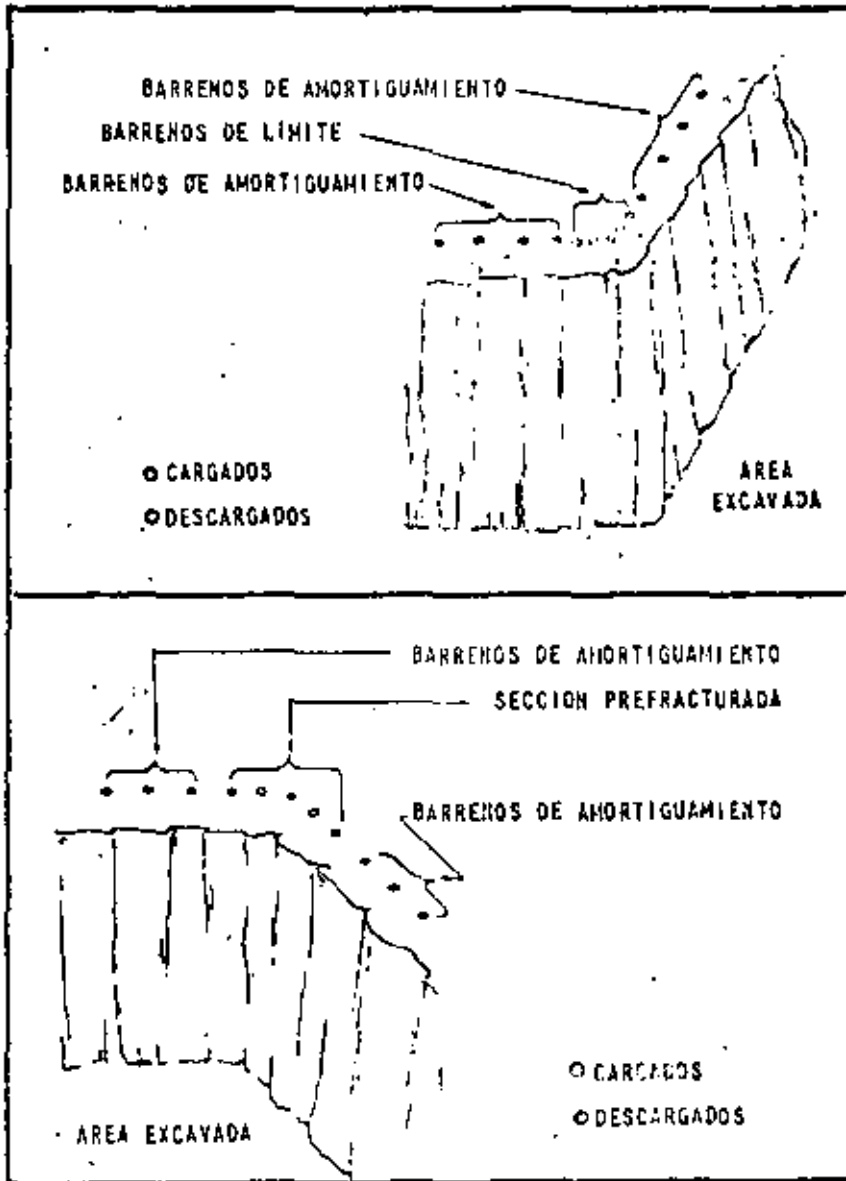 BARRENOS DE AMORTIGUAMIENTO
BARRENOS DE LÍMITE
BARRENOS DE AMORTIGUAMIENTO
CARGADOS
DESCARGADOS
AREA
EXCAVADA
BARRENOS DE AMORTIGUAMIENTO
SECCION PREFRACTURADA
BARRENOS DE AMORTIGUAMIENTO
CARGADOS
DESCARGADOS
AREA EXCAVADA